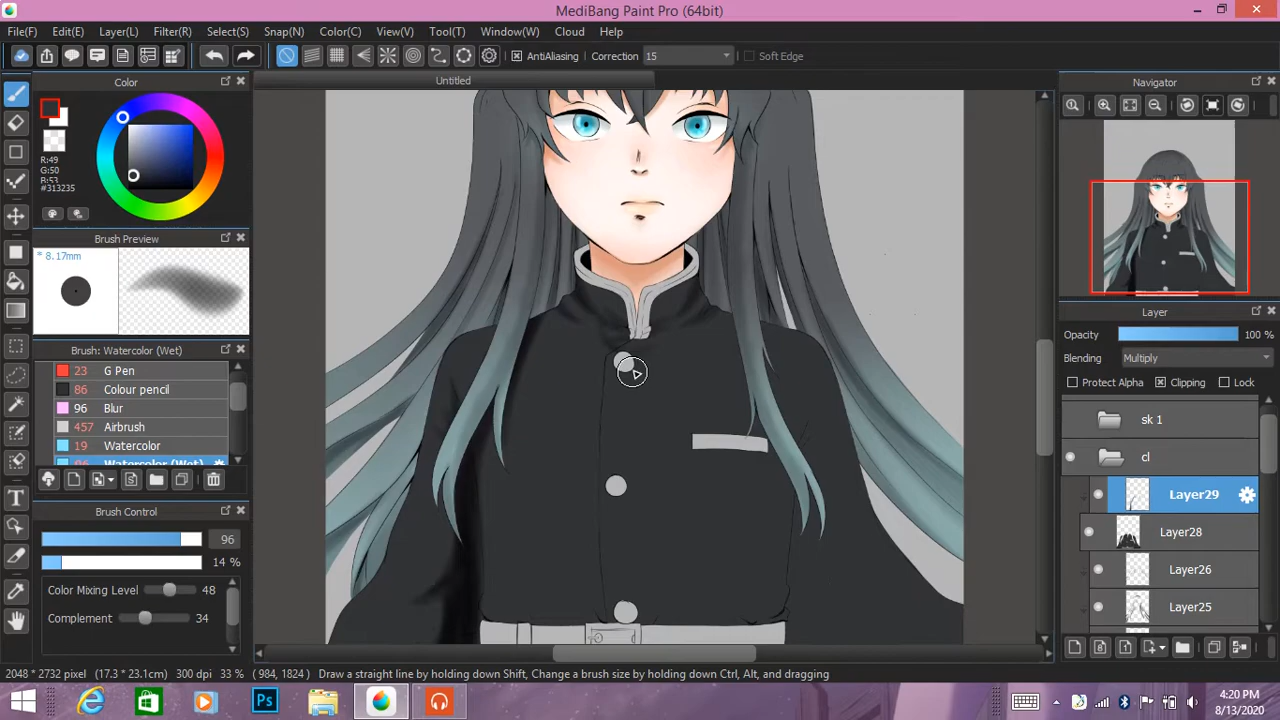 MediBang Paint Pro (64bit)
File(F) Edit(E) Layer(L) Filter(R) Select(S) Snap(N) Color(C) View(V) Tool(T) Window(W) Cloud Help
AntiAliasing Correction 15 Soft Edge
Color
R:49
G:50
B:53
#313235
Brush Preview
* 8.17mm
Brush: Watercolor (Wet)
23 G Pen
86 Colour pencil
96 Blur
457 Airbrush
19 Watercolor
96 Watercolor (Wet)
T
Brush Control
96
14 %
Color Mixing Level 48
Complement 34
Untitled
Navigator
Layer
Opacity 100 %
Blending Multiply
Protect Alpha Clipping Lock
sk 1
cl
Layer29
Layer28
Layer26
Layer25
2048 * 2732 pixel (17.3 * 23.1cm) 300 dpi 33 % ( 984, 1824 ) Draw a straight line by holding down Shift, Change a brush size by holding down Ctrl, Alt, and dragging
Ps
4:20 PM
8/13/2020